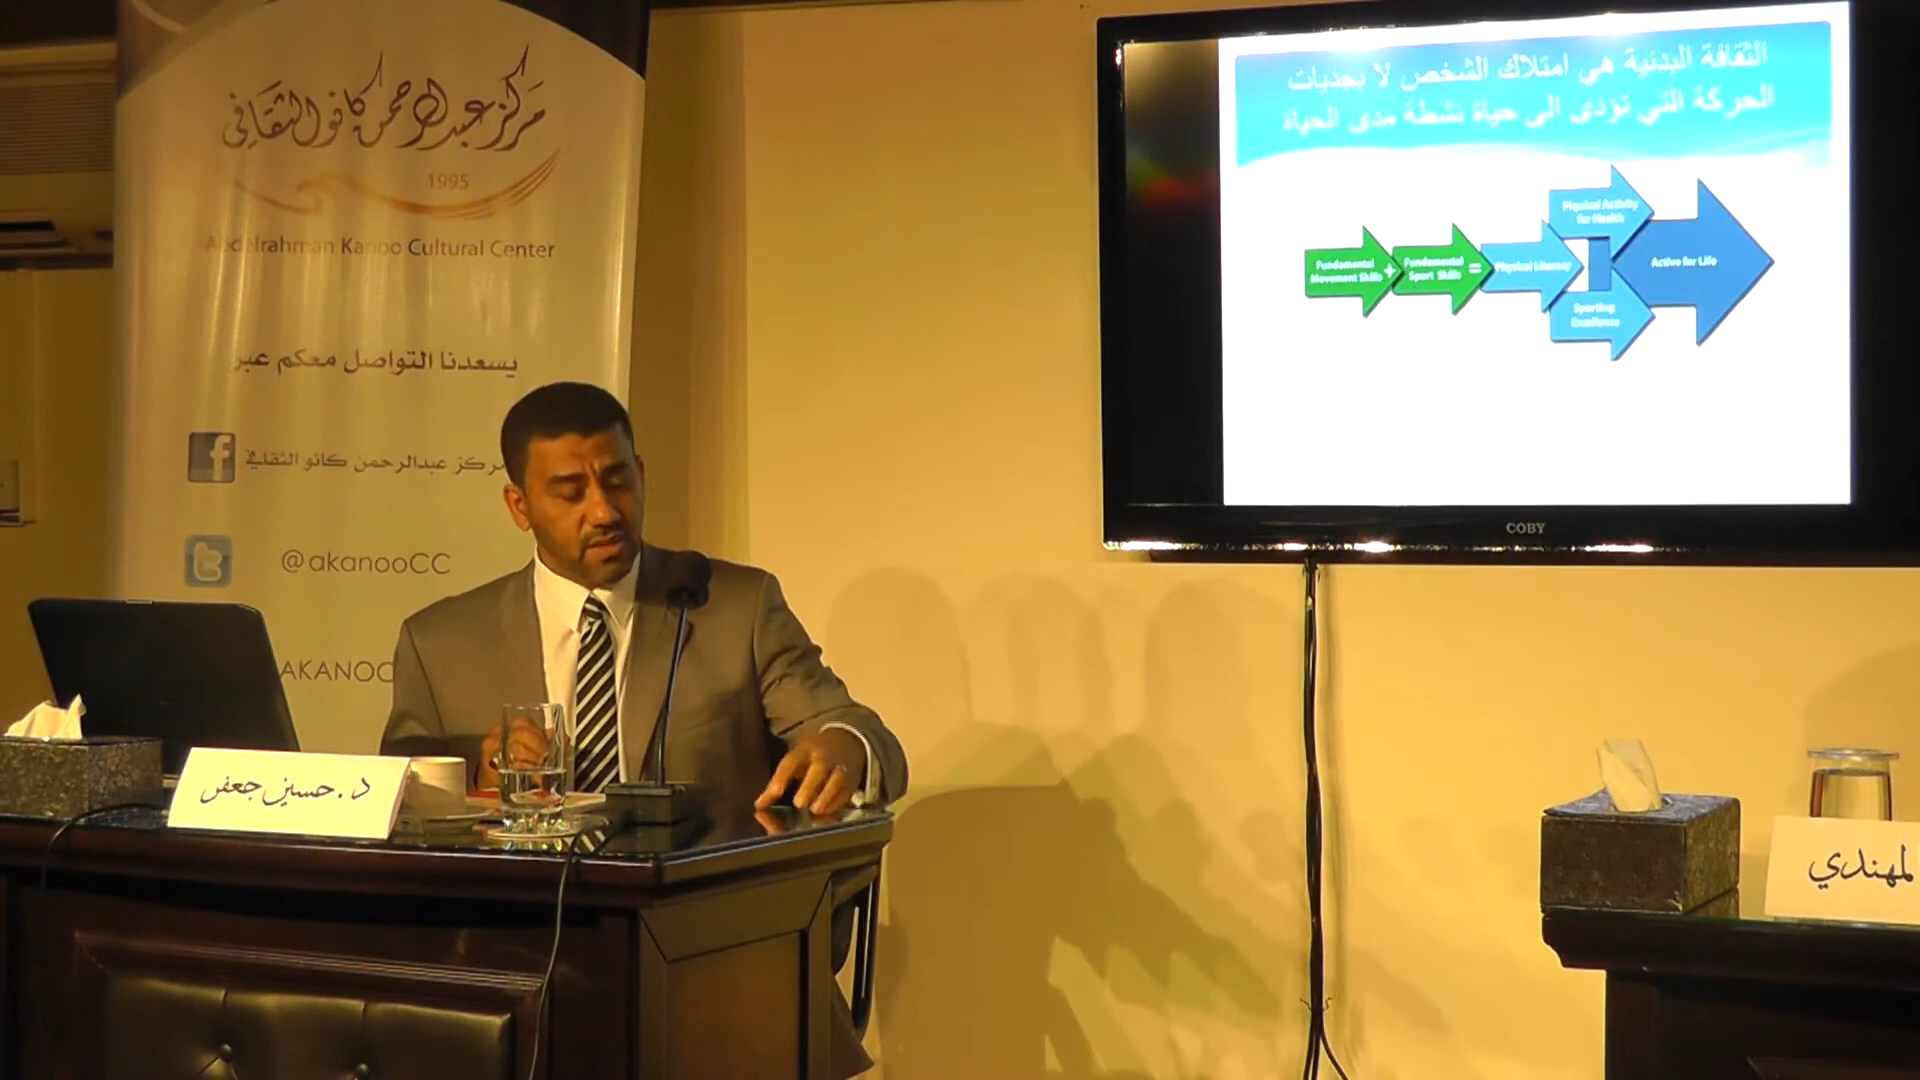 مركز عبدالرحمن كانو الثقافي
1995
Abdelrahman Kanoo Cultural Center
يسعدنا التواصل معكم عبر
مركز عبدالرحمن كانو الثقافي
@akanooCC
AKANOO
د. حسين جعفر
الثقافة البدنية هي امتلاك الشخص لا بجديات
الحركة التي تؤدى الى حياة نشطة مدى الحياة
Fundamental
Movement Skills
+
Fundamental
Sport Skills
=
Physical Literacy
Physical Activity
for Health
Sporting
Excellence
Active for Life
COBY
لمهندي